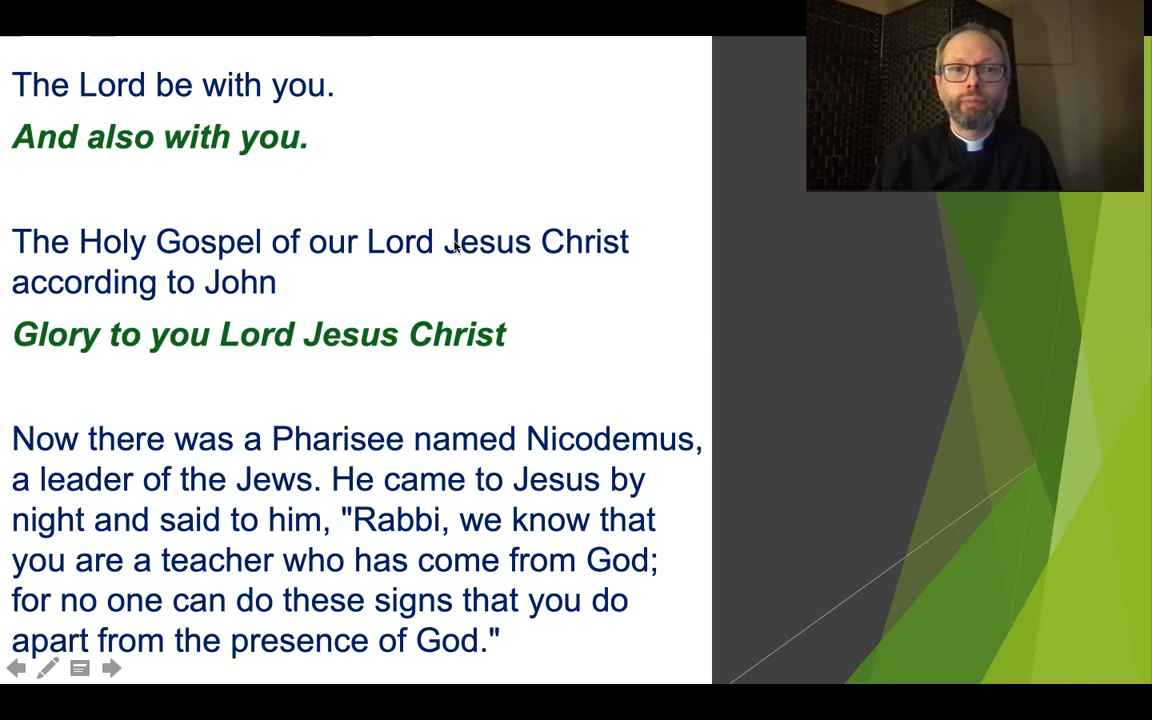 The Lord be with you.
And also with you.
The Holy Gospel of our Lord Jesus Christ
according to John
Glory to you Lord Jesus Christ
Now there was a Pharisee named Nicodemus,
a leader of the Jews. He came to Jesus by
night and said to him, "Rabbi, we know that
you are a teacher who has come from God;
for no one can do these signs that you do
apart from the presence of God."